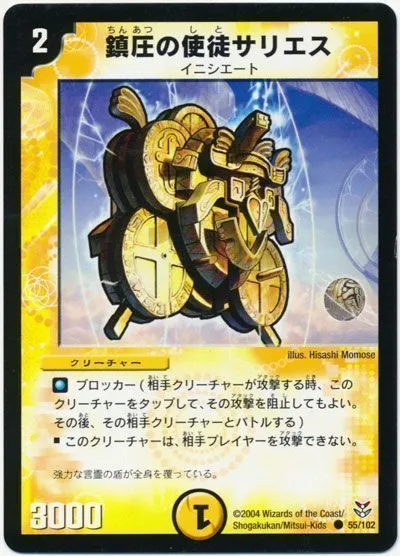 2
ちんあつ しと
鎮圧の使徒サリエス
イニシエート
illus. Hisashi Momose
クリーチャー
ブロッカー(相手クリーチャーが攻撃する時、この
クリーチャーをタップして、その攻撃を阻止してもよい。
その後、その相手クリーチャーとバトルする)
■このクリーチャーは、相手プレイヤーを攻撃できない。
強力な言霊の盾が全身を覆っている。
3000
1
©2004 Wizards of the Coast/
Shogakukan/Mitsui-Kids ● 55/102